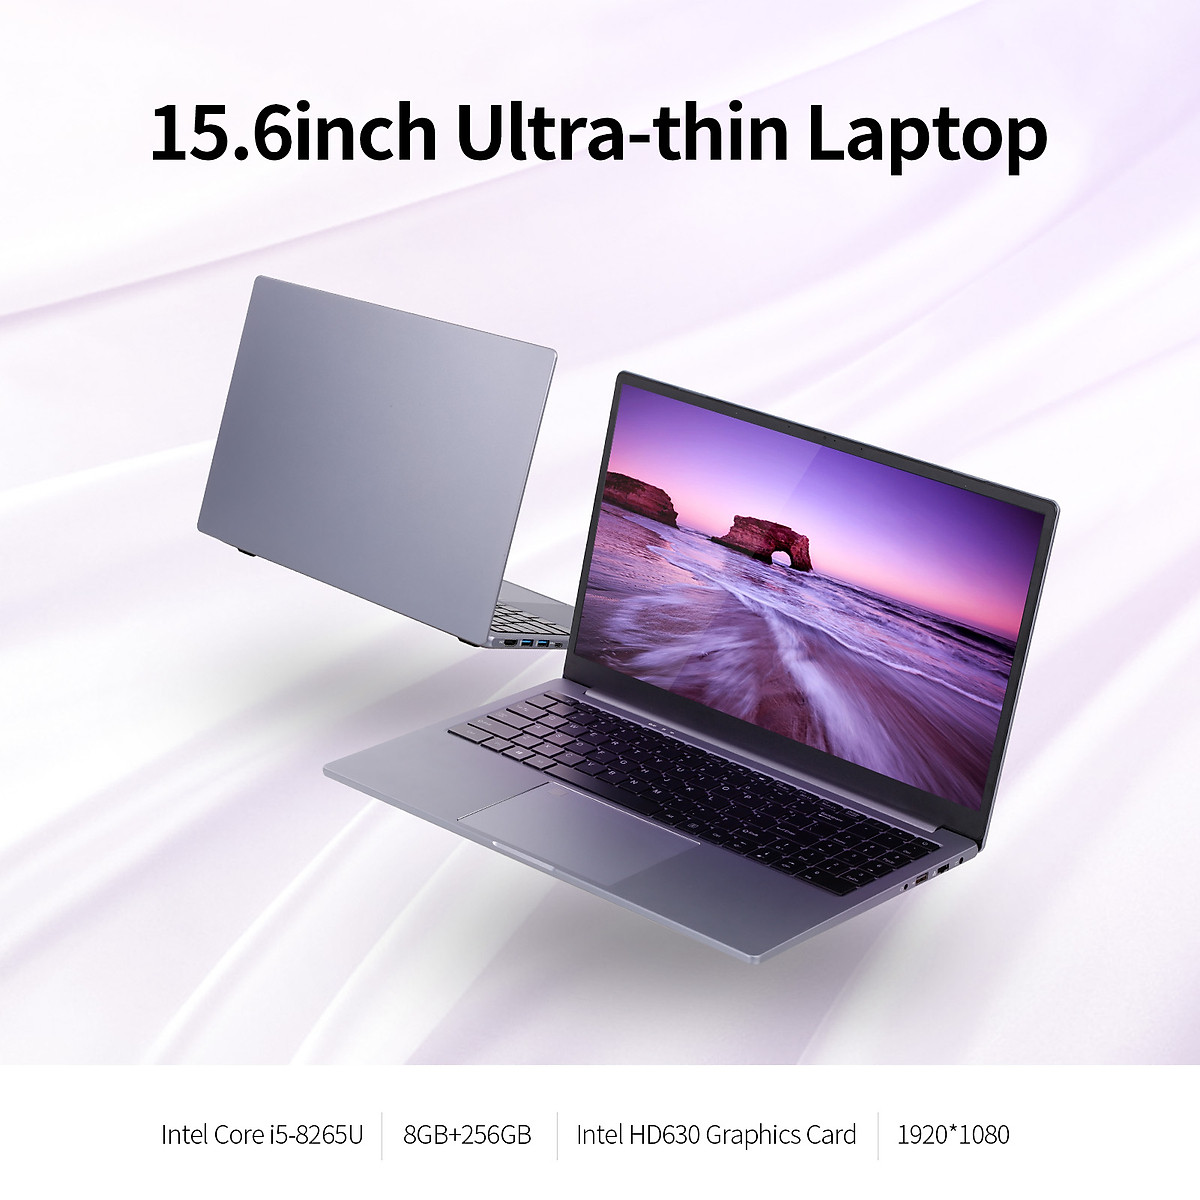 15.6inch Ultra-thin Laptop
Intel Core i5-8265U
8GB+256GB
Intel HD630 Graphics Card
1920*1080